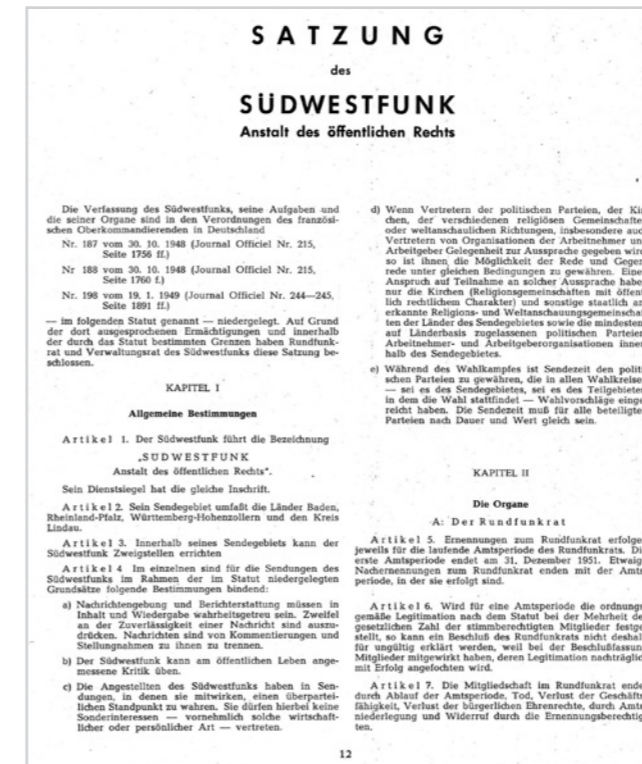 SATZUNG
des
SÜDWESTFUNK
Anstalt des öffentlichen Rechts
Die Verfassung des Südwestfunks, seine Aufgaben und
die seiner Organe sind in den Verordnungen des französi-
schen Oberkommandierenden in Deutschland
Nr. 187 vom 30. 10. 1948 (Journal Officiel Nr. 215,
Seite 1756 ff.)
Nr 188 vom 30. 10. 1948 (Journal Officiel Nr. 215,
Seite 1760 f.)
Nr. 198 vom 19. 1. 1949 (Journal Officiel Nr. 244—245,
Seite 1891 ff.)
— im folgenden Statut genannt — niedergelegt. Auf Grund
der dort ausgesprochenen Ermächtigungen und innerhalb
der durch das Statut bestimmten Grenzen haben Rundfunk-
rat und Verwaltungsrat des Südwestfunks diese Satzung be-
schlossen.
KAPITEL I
Allgemeine Bestimmungen
Artikel 1. Der Südwestfunk führt die Bezeichnung
„SUDWESTFUNK
Anstalt des öffentlichen Rechts".
Sein Dienstsiegel hat die gleiche Inschrift.
Artikel 2. Sein Sendegebiet umfaßt die Länder Baden,
Rheinland-Pfalz, Württemberg-Hohenzollern und den Kreis
Lindau.
Artikel 3. Innerhalb seines Sendegebiets kann der
Südwestfunk Zweigstellen errichten
Artikel 4 Im einzelnen sind für die Sendungen des
Südwestfunks im Rahmen der im Statut niedergelegten
Grundsätze folgende Bestimmungen bindend:
a) Nachrichtengebung und Berichterstattung müssen in
Inhalt und Wiedergabe wahrheitsgetreu sein. Zweifel
an der Zuverlässigkeit einer Nachricht sind auszu-
drücken. Nachrichten sind von Kommentierungen und
Stellungnahmen zu ihnen zu trennen.
b) Der Südwestfunk kann am öffentlichen Leben ange-
messene Kritik üben.
c) Die Angestellten des Südwestfunks haben in Sen-
dungen, in denen sie mitwirken, einen überpartei-
lichen Standpunkt zu wahren. Sie dürfen hierbei keine
Sonderinteressen — vornehmlich solche wirtschaft-
licher oder persönlicher Art — vertreten.
d) Wenn Vertretern der politischen Parteien, der Kir
chen, der verschiedenen religiösen Gemeinschafte
oder weltanschaulichen Richtungen, insbesondere auc
Vertretern von Organisationen der Arbeitnehmer un
Arbeitgeber Gelegenheit zur Aussprache gegeben wir
so ist ihnen die Möglichkeit der Rede und Gegen
rede unter gleichen Bedingungen zu gewähren. Eine
Anspruch auf Teilnahme an solcher Aussprache habe
nur die Kirchen (Religionsgemeinschaften mit öffent
lich rechtlichem Charakter) und sonstige staatlich an
erkannte Religions- und Weltanschauungsgemeinschaf
ten der Länder des Sendegebietes sowie die mindesten
auf Länderbasis zugelassenen politischen Parteien
Arbeitnehmer- und Arbeitgeberorganisationen inner
halb des Sendegebietes.
e) Während des Wahlkampfes ist Sendezeit den politi
schen Parteien zu gewähren, die in allen Wahlkreise
— sei es des Sendegebietes, sei es des Teilgebietes
in dem die Wahl stattfindet — Wahlvorschläge einge
reicht haben. Die Sendezeit muß für alle beteiligte
Parteien nach Dauer und Wert gleich sein.
KAPITEL II
Die Organe
A: Der Rundfunkrat
Artikel 5. Ernennungen zum Rundfunkrat erfolge
jeweils für die laufende Amtsperiode des Rundfunkrats. Di
erste Amtsperiode endet am 31. Dezember 1951. Etwaig
Nachernennungen zum Rundfunkrat enden mit der Amts
periode, in der sie erfolgt sind.
Artikel 6. Wird für eine Amtsperiode die ordnungs
gemäße Legitimation nach dem Statut bei der Mehrheit de
gesetzlichen Zahl der stimmberechtigten Mitglieder festge
stellt, so kann ein Beschluß des Rundfunkrats nicht deshal
für ungültig erklärt werden, weil bei der Beschlußfassun
Mitglieder mitgewirkt haben, deren Legitimation nachträglic
mit Erfolg angefochten wird.
Artikel 7. Die Mitgliedschaft im Rundfunkrat ende
durch Ablauf der Amtsperiode, Tod, Verlust der Geschäfts
fähigkeit, Verlust der bürgerlichen Ehrenrechte, durch Amts
niederlegung und Widerruf durch die Ernennungsberechtig
ten.
12